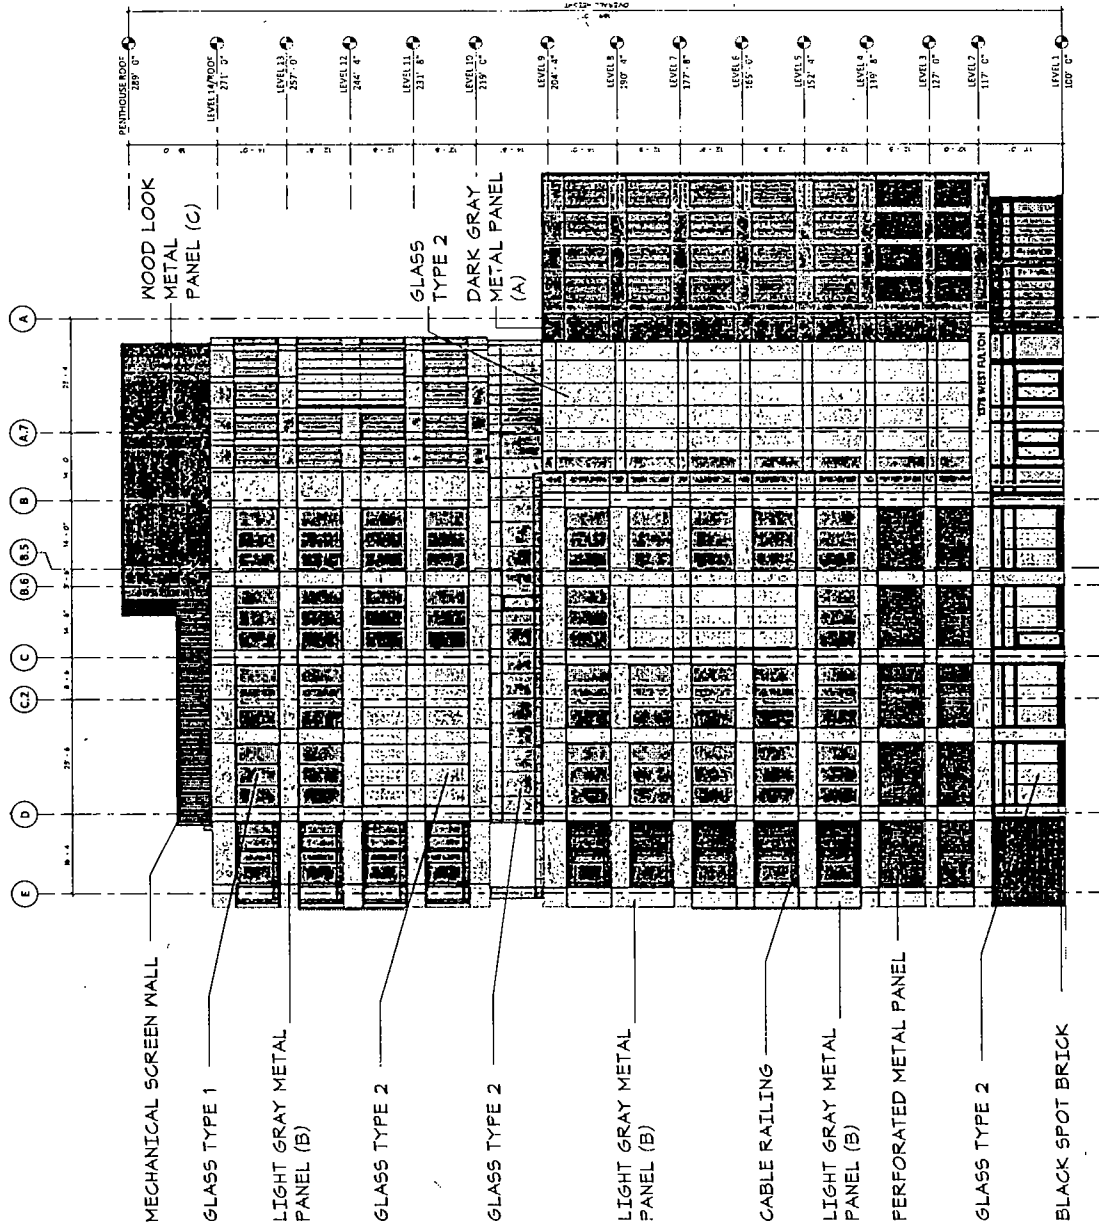 OVERALL HEIGHT
PENTHOUSE ROOF
289' 0"
LEVEL 14/ROOF
271' 0"
LEVEL 13
257' 0"
LEVEL 12
244' 4"
LEVEL 11
231' 8"
LEVEL 10
219' 0"
LEVEL 9
204' 4"
LEVEL 8
190' 4"
LEVEL 7
177' 8"
LEVEL 6
165' 0"
LEVEL 5
152' 4"
LEVEL 4
139' 8"
LEVEL 3
127' 0"
LEVEL 2
117' 0"
LEVEL 1
100' 0"
WOOD LOOK
METAL
PANEL (C)
GLASS
TYPE 2
DARK GRAY
METAL PANEL
(A)
A
A.7
B
B.5
B.6
C
C.2
D
E
MECHANICAL SCREEN WALL
GLASS TYPE 1
LIGHT GRAY METAL
PANEL (B)
GLASS TYPE 2
GLASS TYPE 2
LIGHT GRAY METAL
PANEL (B)
CABLE RAILING
LIGHT GRAY METAL
PANEL (B)
PERFORATED METAL PANEL
GLASS TYPE 2
BLACK SPOT BRICK
1375 WEST FULTON